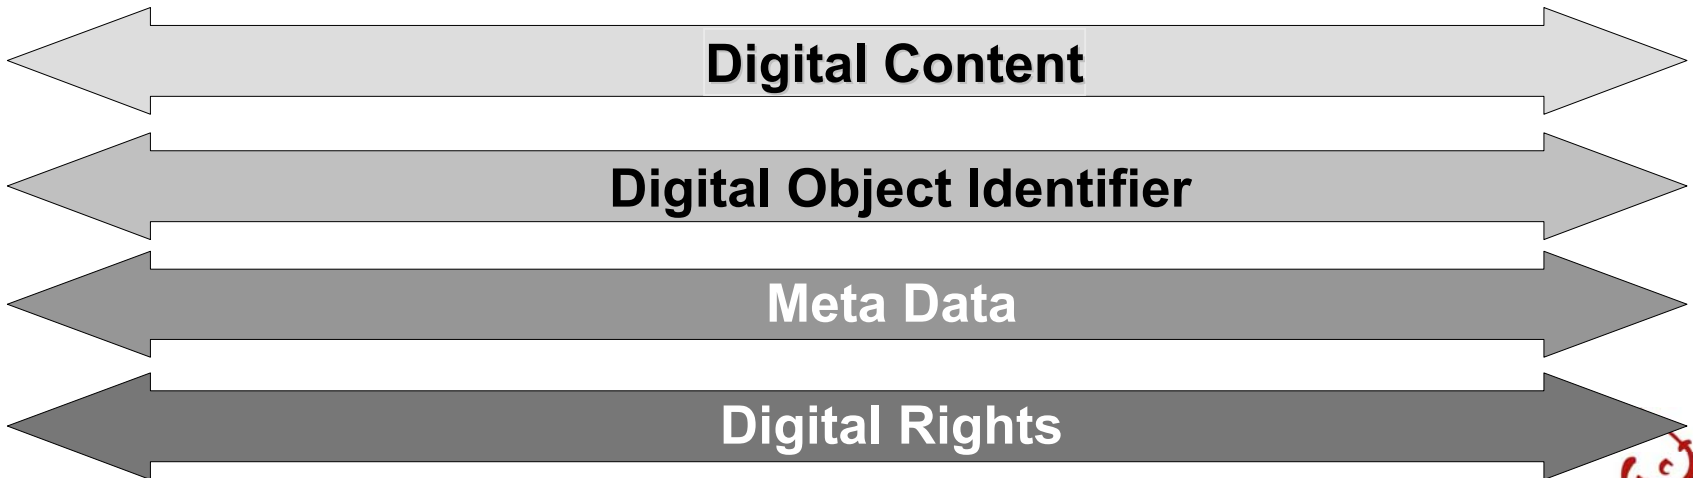 Digital Content
Digital Object Identifier
Meta Data
Digital Rights